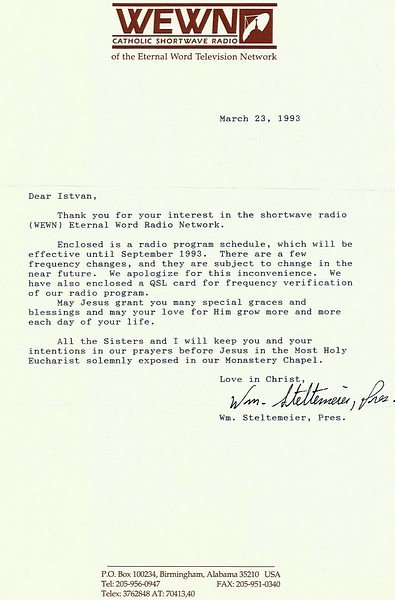 WEWN
CATHOLIC SHORTWAVE RADIO
of the Eternal Word Television Network
March 23, 1993
Dear Istvan,
Thank you for your interest in the shortwave radio
(WEWN) Eternal Word Radio Network.
Enclosed is a radio program schedule, which will be
effective until September 1993. There are a few
frequency changes, and they are subject to change in the
near future. We apologize for this inconvenience. We
have also enclosed a QSL card for frequency verification
of our radio program.
May Jesus grant you many special graces and
blessings and may your love for Him grow more and more
each day of your life.
All the Sisters and I will keep you and your
intentions in our prayers before Jesus in the Most Holy
Eucharist solemnly exposed in our Monastery Chapel.
Love in Christ,
Wm. Steltemeier, Pres.
Wm. Steltemeier, Pres.
P.O. Box 100234, Birmingham, Alabama 35210 USA
Tel: 205-956-0947 FAX: 205-951-0340
Telex: 3762848 AT: 70413,40